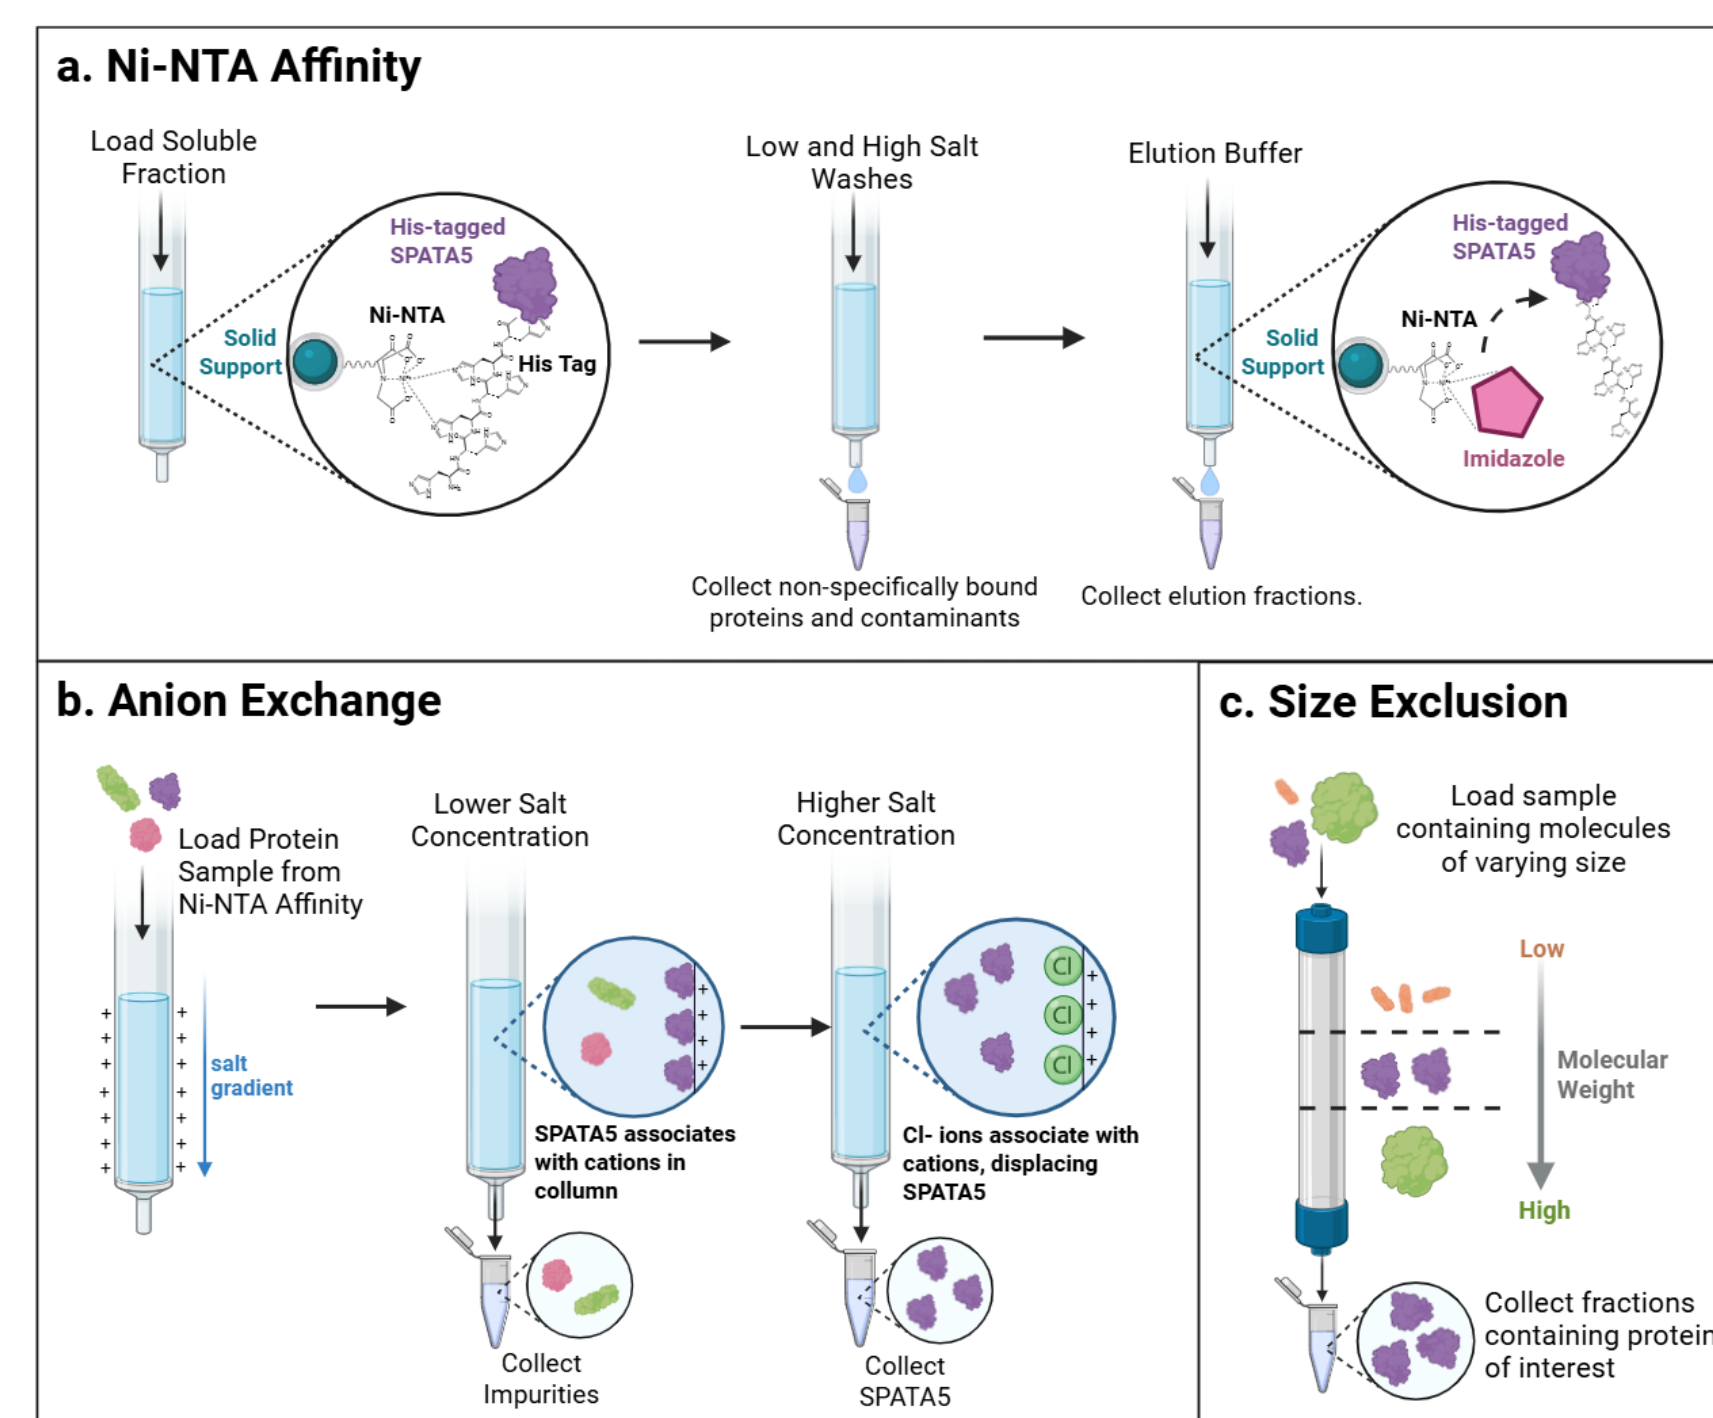 a. Ni-NTA Affinity
Load Soluble
Fraction
His-tagged
SPATA5
Ni-NTA
Solid
Support
His Tag
Low and High Salt
Washes
Collect non-specifically bound
proteins and contaminants
Elution Buffer
His-tagged
SPATA5
Ni-NTA
Solid
Support
Imidazole
Collect elution fractions.
b. Anion Exchange
Load Protein
Sample from
Ni-NTA Affinity
+ +
+ +
+ +
+ +
+ +
+ +
+ +
salt
gradient
Lower Salt
Concentration
+
+
+
+
SPATA5 associates
with cations in
collumn
Collect
Impurities
Higher Salt
Concentration
Cl
Cl
Cl
+
+
+
+
Cl- ions associate with
cations, displacing
SPATA5
Collect
SPATA5
c. Size Exclusion
Load sample
containing molecules
of varying size
Low
Molecular
Weight
High
Collect fractions
containing protein
of interest